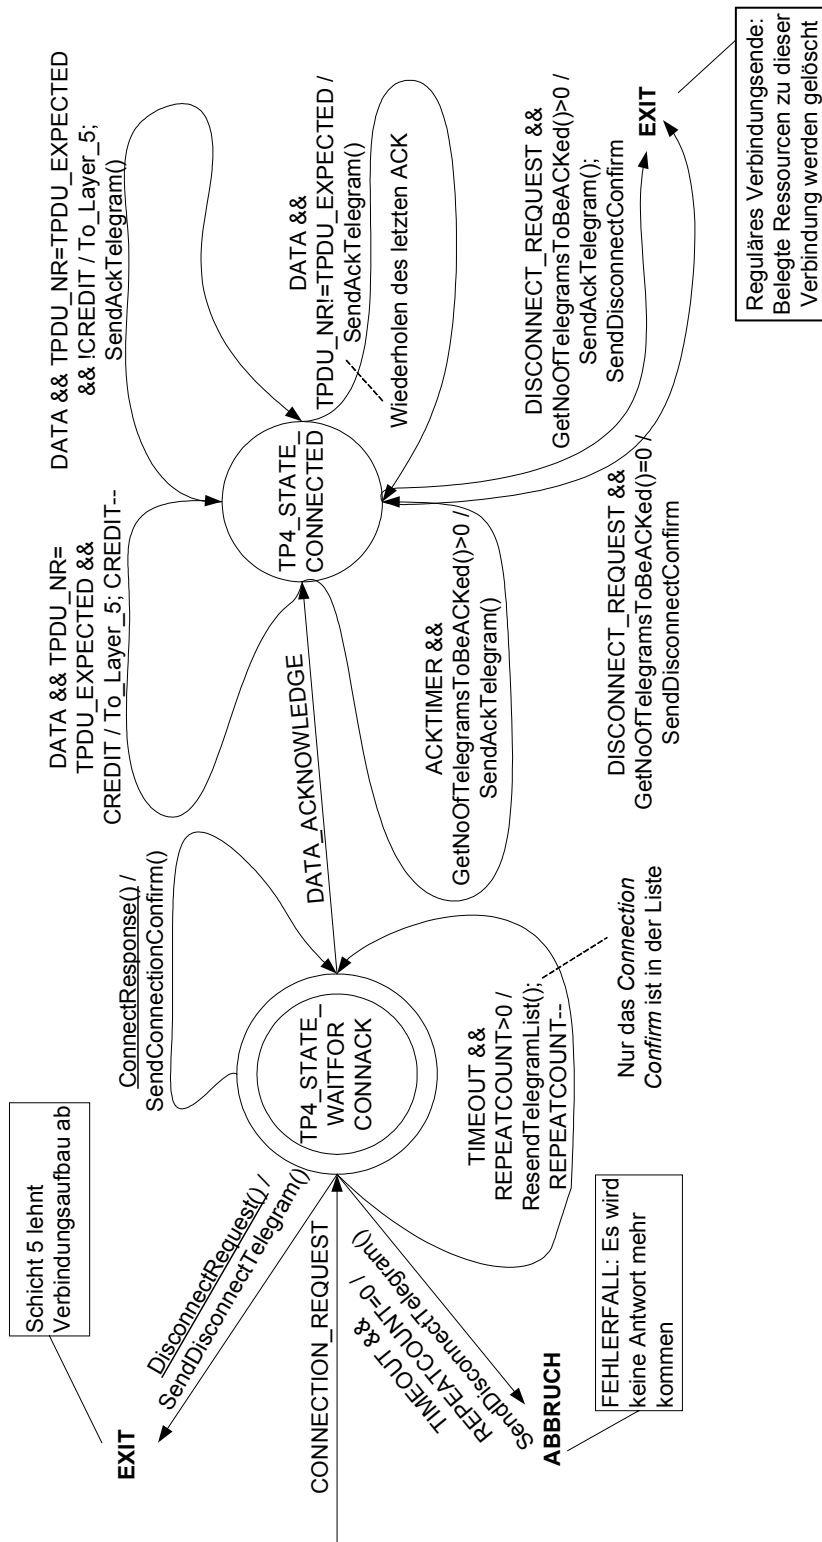 Schicht 5 lehnt
Verbindungsaufbau ab
EXIT
DisconnectRequest() /
SendDisconnectTelegram()
CONNECTION_REQUEST
TIMEOUT &&
REPEATCOUNT=0 /
SendDisconnectTelegram()
ABBRUCH
FEHLERFALL: Es wird
keine Antwort mehr
kommen
TP4_STATE_
WAITFOR
CONNACK
ConnectResponse() /
SendConnectionConfirm()
TIMEOUT &&
REPEATCOUNT>0 /
ResendTelegramList();
REPEATCOUNT--
Nur das Connection
Confirm ist in der Liste
DATA_ACKNOWLEDGE
DATA && TPDU_NR=
TPDU_EXPECTED &&
CREDIT / To_Layer_5; CREDIT--
TP4_STATE_
CONNECTED
ACKTIMER &&
GetNoOfTelegramsToBeACKed()>0 /
SendAckTelegram()
DATA && TPDU_NR=TPDU_EXPECTED
&& !CREDIT / To_Layer_5;
SendAckTelegram()
DATA &&
TPDU_NR!=TPDU_EXPECTED /
SendAckTelegram()
Wiederholen des letzten ACK
DISCONNECT_REQUEST &&
GetNoOfTelegramsToBeACKed()>0 /
SendAckTelegram();
SendDisconnectConfirm
DISCONNECT_REQUEST &&
GetNoOfTelegramsToBeACKed()=0 /
SendDisconnectConfirm
EXIT
Reguläres Verbindungsende:
Belegte Ressourcen zu dieser
Verbindung werden gelöscht